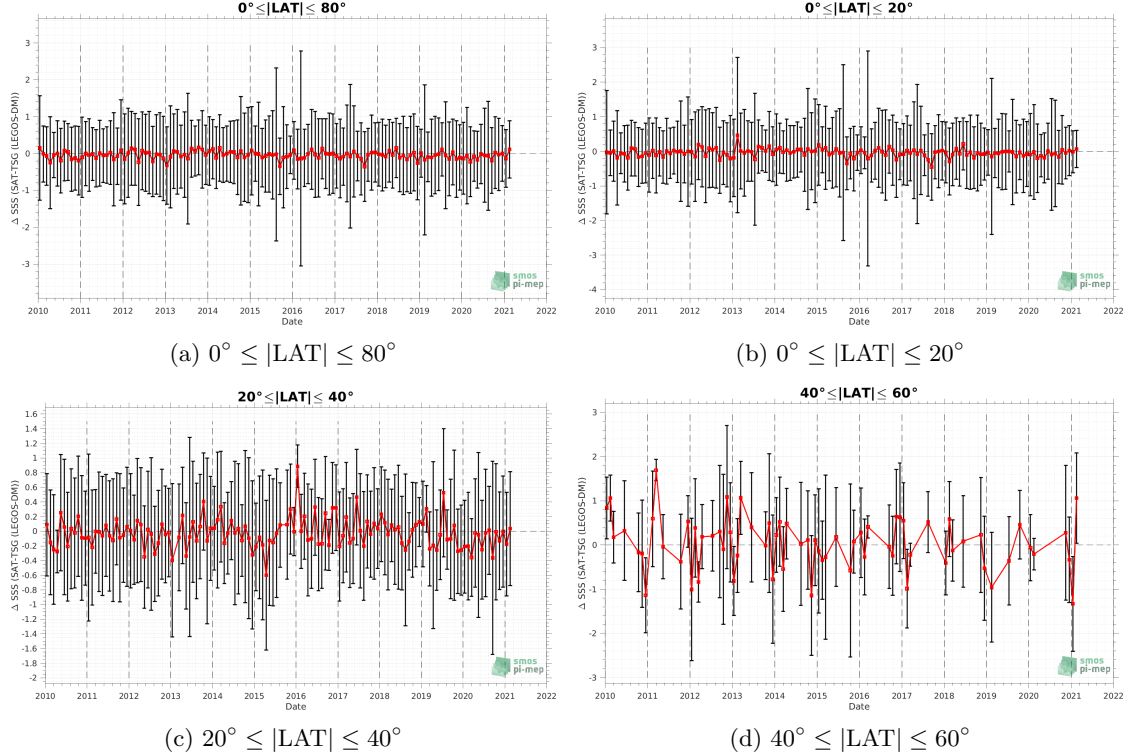 0°≤|LAT|≤ 80°
Δ SSS (SAT-TSG (LEGOS-DM))
3
2
1
0
-1
-2
-3
2010 2011 2012 2013 2014 2015 2016 2017 2018 2019 2020 2021 2022
Date
smos
pi-mep
(a) 0° ≤ |LAT| ≤ 80°
0°≤|LAT|≤ 20°
Δ SSS (SAT-TSG (LEGOS-DM))
3
2
1
0
-1
-2
-3
-4
2010 2011 2012 2013 2014 2015 2016 2017 2018 2019 2020 2021 2022
Date
smos
pi-mep
(b) 0° ≤ |LAT| ≤ 20°
20°≤|LAT|≤ 40°
Δ SSS (SAT-TSG (LEGOS-DM))
1.6
1.4
1.2
1
0.8
0.6
0.4
0.2
0
-0.2
-0.4
-0.6
-0.8
-1
-1.2
-1.4
-1.6
-1.8
-2
2010 2011 2012 2013 2014 2015 2016 2017 2018 2019 2020 2021 2022
Date
smos
pi-mep
(c) 20° ≤ |LAT| ≤ 40°
40°≤|LAT|≤ 60°
Δ SSS (SAT-TSG (LEGOS-DM))
3
2
1
0
-1
-2
-3
2010 2011 2012 2013 2014 2015 2016 2017 2018 2019 2020 2021 2022
Date
smos
pi-mep
(d) 40° ≤ |LAT| ≤ 60°